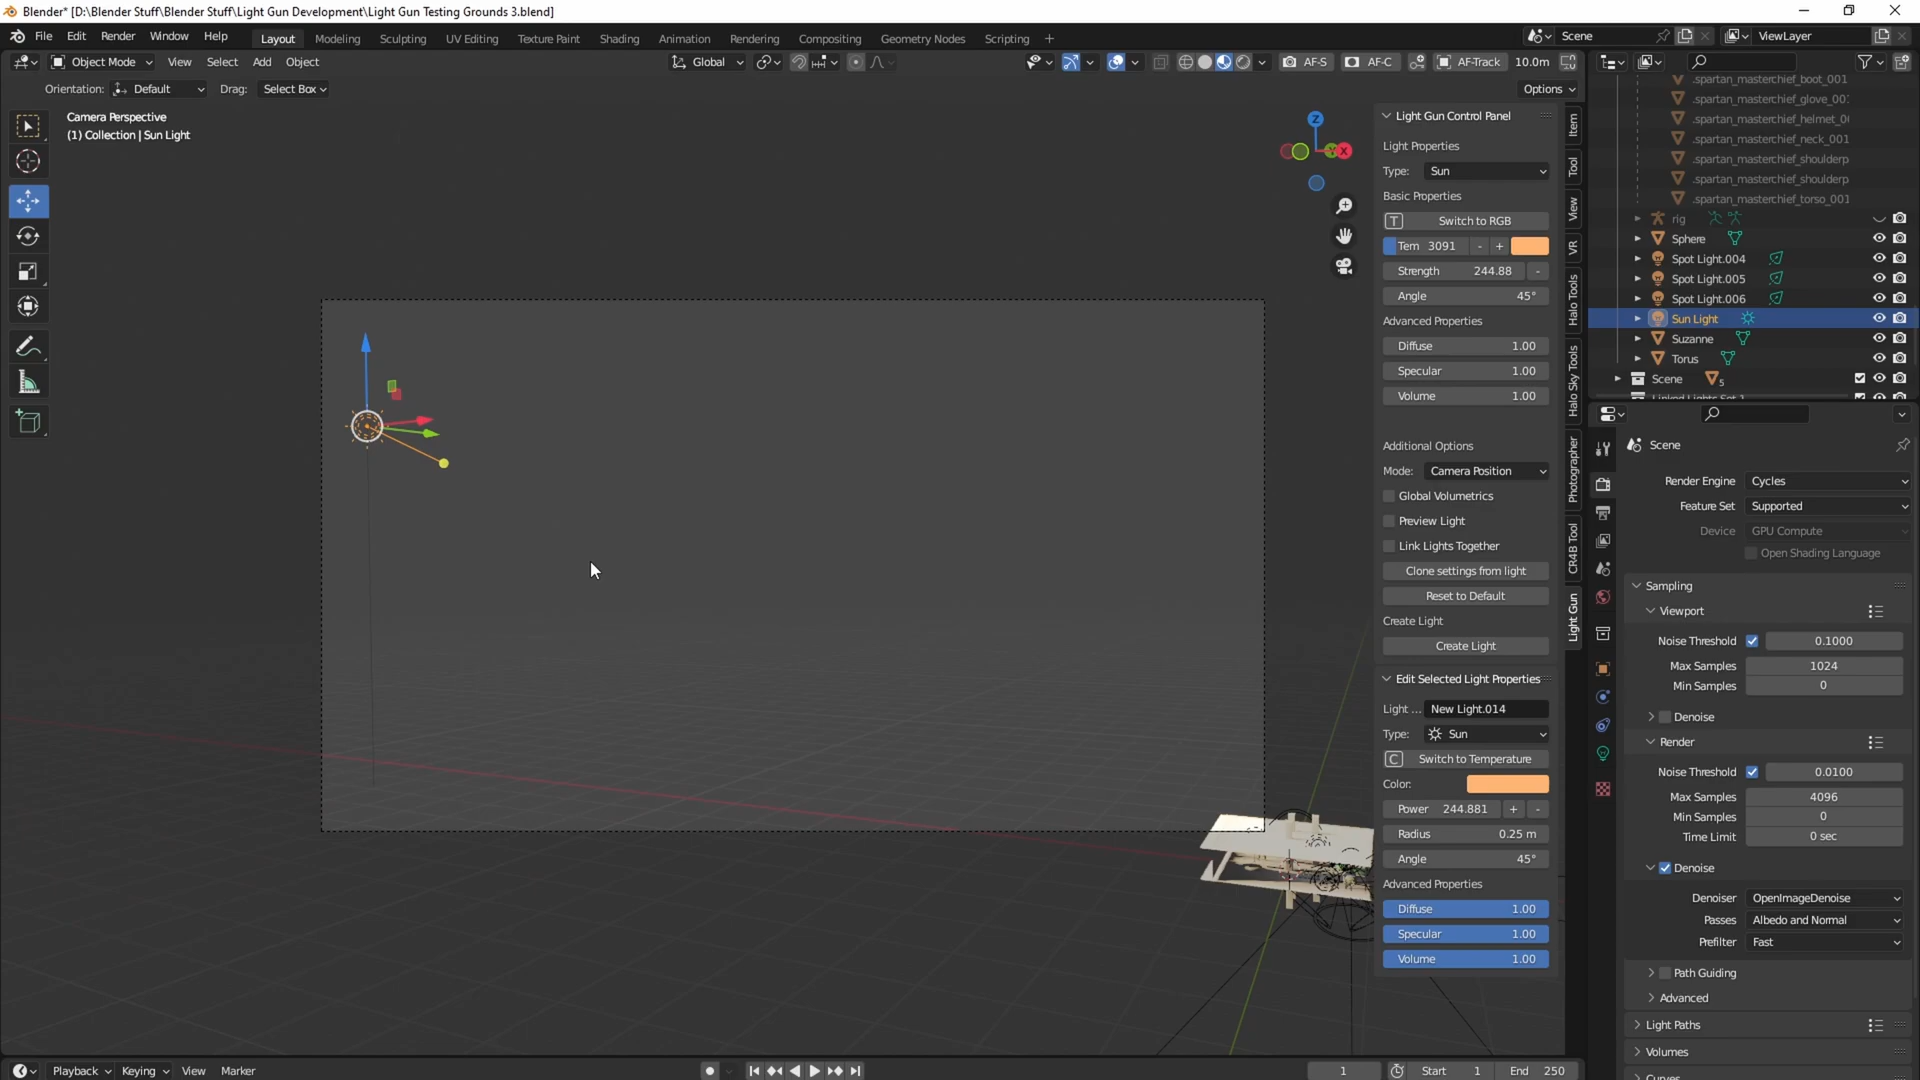 Blender* [D:\Blender Stuff\Blender Stuff\Light Gun Development\Light Gun Testing Grounds 3.blend]
File Edit Render Window Help Layout Modeling Sculpting UV Editing Texture Paint Shading Animation Rendering Compositing Geometry Nodes Scripting + Scene ViewLayer
Object Mode View Select Add Object Global AF-S AF-C AF-Track 10.0m
Orientation: Default Drag: Select Box Options
Camera Perspective
(1) Collection | Sun Light
Z
Y
X
Light Gun Control Panel
Light Properties
Type: Sun
Basic Properties
T Switch to RGB
Tem 3091 - +
Strength 244.88 -
Angle 45°
Advanced Properties
Diffuse 1.00
Specular 1.00
Volume 1.00
Additional Options
Mode: Camera Position
Global Volumetrics
Preview Light
Link Lights Together
Clone settings from light
Reset to Default
Create Light
Create Light
Edit Selected Light Properties
Light ... New Light.014
Type: Sun
C Switch to Temperature
Color:
Power 244.881 + -
Radius 0.25 m
Angle 45°
Advanced Properties
Diffuse 1.00
Specular 1.00
Volume 1.00
Item
Tool
View
VR
Halo Tools
Halo Sky Tools
Photographer
CR4B Tool
Light Gun
.spartan_masterchief_boot_001
.spartan_masterchief_glove_001
.spartan_masterchief_helmet_0
.spartan_masterchief_neck_001
.spartan_masterchief_shoulderp
.spartan_masterchief_shoulderp
.spartan_masterchief_torso_001
rig
Sphere
Spot Light.004
Spot Light.005
Spot Light.006
Sun Light
Suzanne
Torus
Scene 5
Scene
Render Engine Cycles
Feature Set Supported
Device GPU Compute
Open Shading Language
Sampling
Viewport
Noise Threshold 0.1000
Max Samples 1024
Min Samples 0
Denoise
Render
Noise Threshold 0.0100
Max Samples 4096
Min Samples 0
Time Limit 0 sec
Denoise
Denoiser OpenImageDenoise
Passes Albedo and Normal
Prefilter Fast
Path Guiding
Advanced
Light Paths
Volumes
Curves
Playback Keying View Marker 1 Start 1 End 250